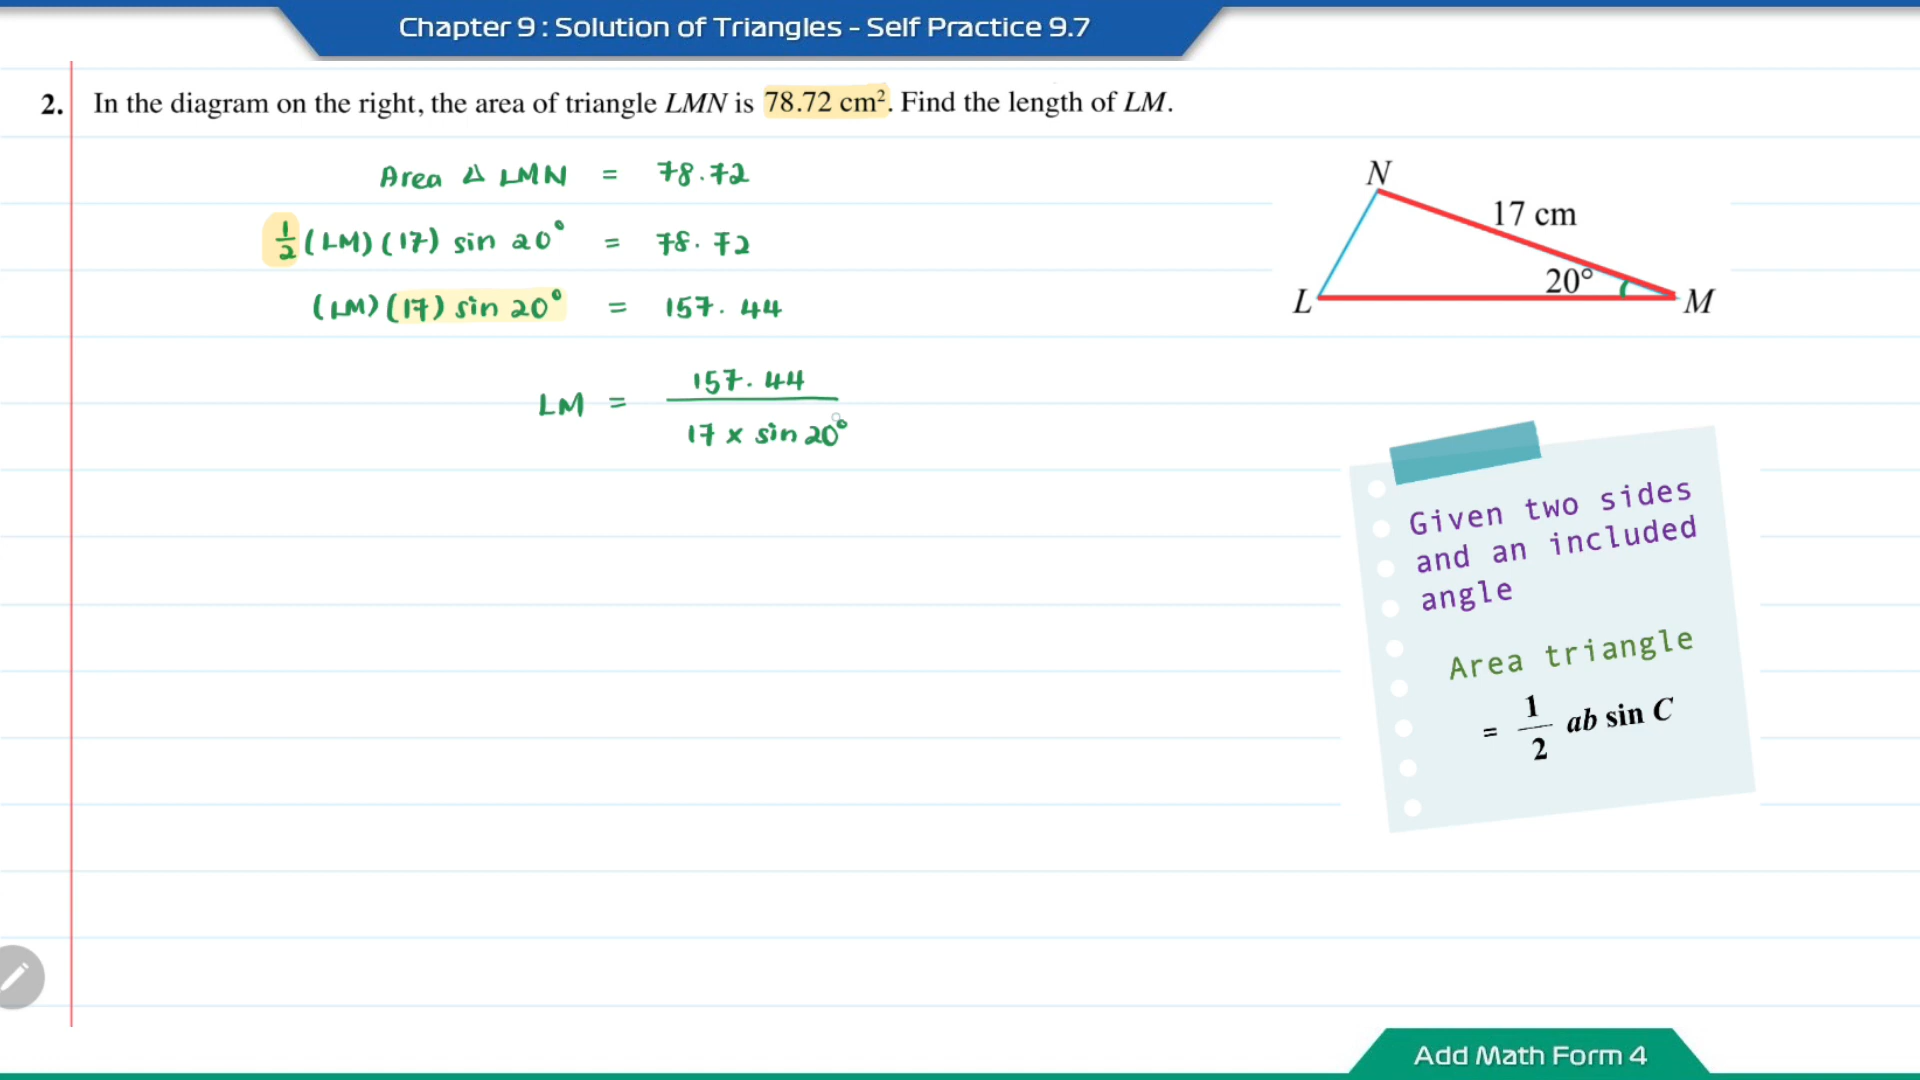 Chapter 9 : Solution of Triangles - Self Practice 9.7
2. In the diagram on the right, the area of triangle LMN is 78.72 cm². Find the length of LM.
Area Δ LMN = 78.72
1/2 (LM) (17) sin 20° = 78.72
(LM) (17) sin 20° = 157.44
LM = 157.44 / 17 x sin 20°
N
17 cm
20°
L
M
Given two sides
and an included
angle
Area triangle
= 1/2 ab sin C
Add Math Form 4